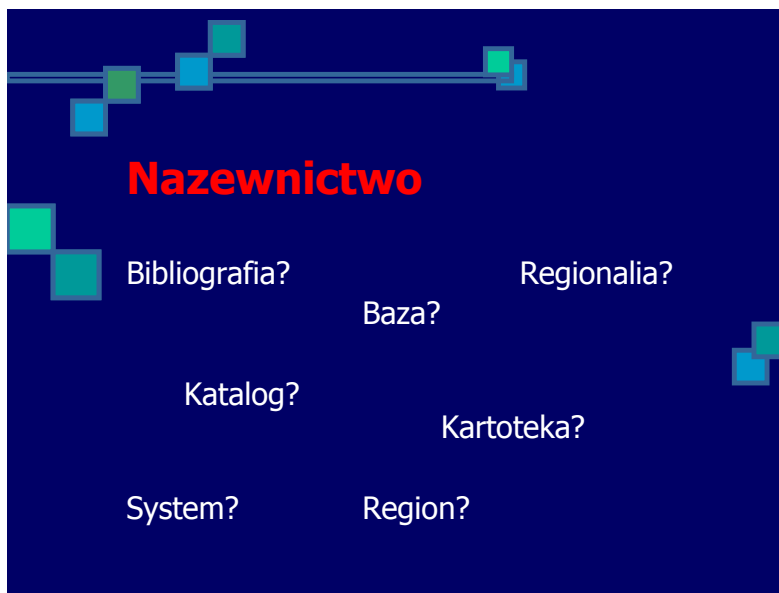 Nazewnictwo
Bibliografia? Regionalia?
Baza?
Katalog?
Kartoteka?
System? Region?